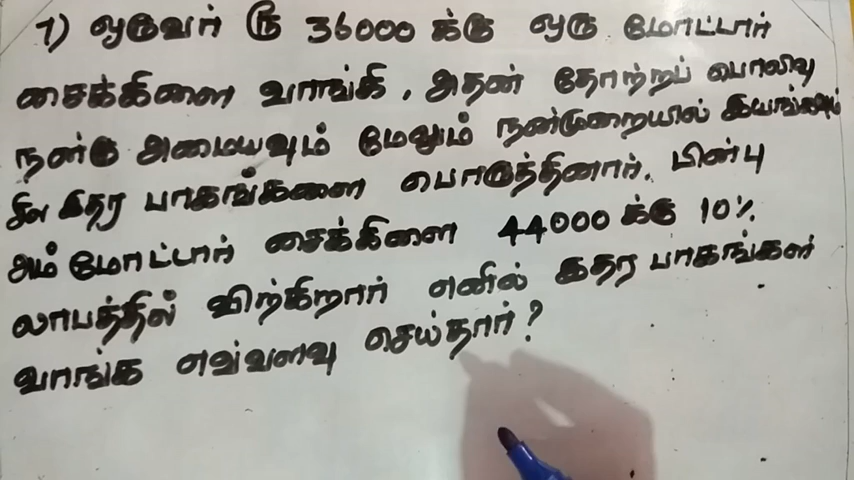 7) ஒருவர் ரூ 36000 க்கு ஒரு மோட்டார்
சைக்கிளை வாங்கி, அதன் தோற்றப் பொலிவு
நன்கு அமையவும் மேலும் நன்முறையில் இயங்கவும்
சில இதர பாகங்களை பொருத்தினார். பின்பு
அம் மோட்டார் சைக்கிளை 44000 க்கு 10%
லாபத்தில் விற்கிறார் எனில் இதர பாகங்கள்
வாங்க எவ்வளவு செய்தார்?